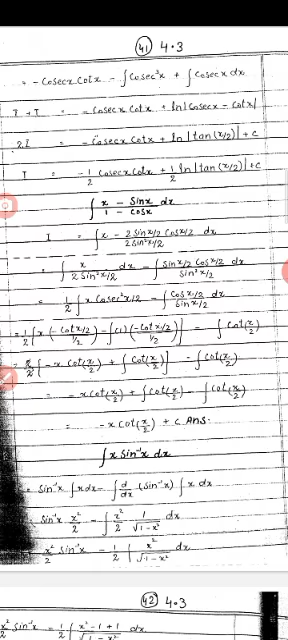 41 4.3
= -Cosecx Cotx - ∫Cosec³x + ∫Cosecx dx
I + I = -Cosecx Cotx + ln|Cosecx - Cotx|
2I = -Cosecx Cotx + ln|tan(x/2)| + c
I = -1/2 Cosecx Cotx + 1/2 ln|tan(x/2)| + c
∫ x - Sinx / 1 - Cosx dx
I = ∫ x - 2 Sin x/2 Cos x/2 / 2 Sin² x/2 dx
= ∫ x / 2 Sin² x/2 dx - ∫ Sin x/2 Cos x/2 / Sin² x/2 dx
= 1/2 ∫ x Cosec² x/2 - ∫ Cos x/2 / Sin x/2 dx
= 1/2 [x (-Cot x/2 / 1/2) - ∫(1) (-Cot x/2 / 1/2)] - ∫ Cot(x/2)
= 2/2 [-x Cot(x/2) + ∫ Cot(x/2)] - ∫ Cot(x/2)
= -x Cot(x/2) + ∫ Cot(x/2) - ∫ Cot(x/2)
= -x Cot(x/2) + c Ans:
∫ x Sin⁻¹x dx
= Sin⁻¹x ∫ x dx - ∫ d/dx (Sin⁻¹x) ∫ x dx
= Sin⁻¹x x²/2 - ∫ x²/2 1/√1-x² dx
x²/2 Sin⁻¹x - 1/2 ∫ x²/√1-x² dx
42 4.3
x²/2 Sin⁻¹x = 1/2 ∫ x²-1+1 / √1-x² dx